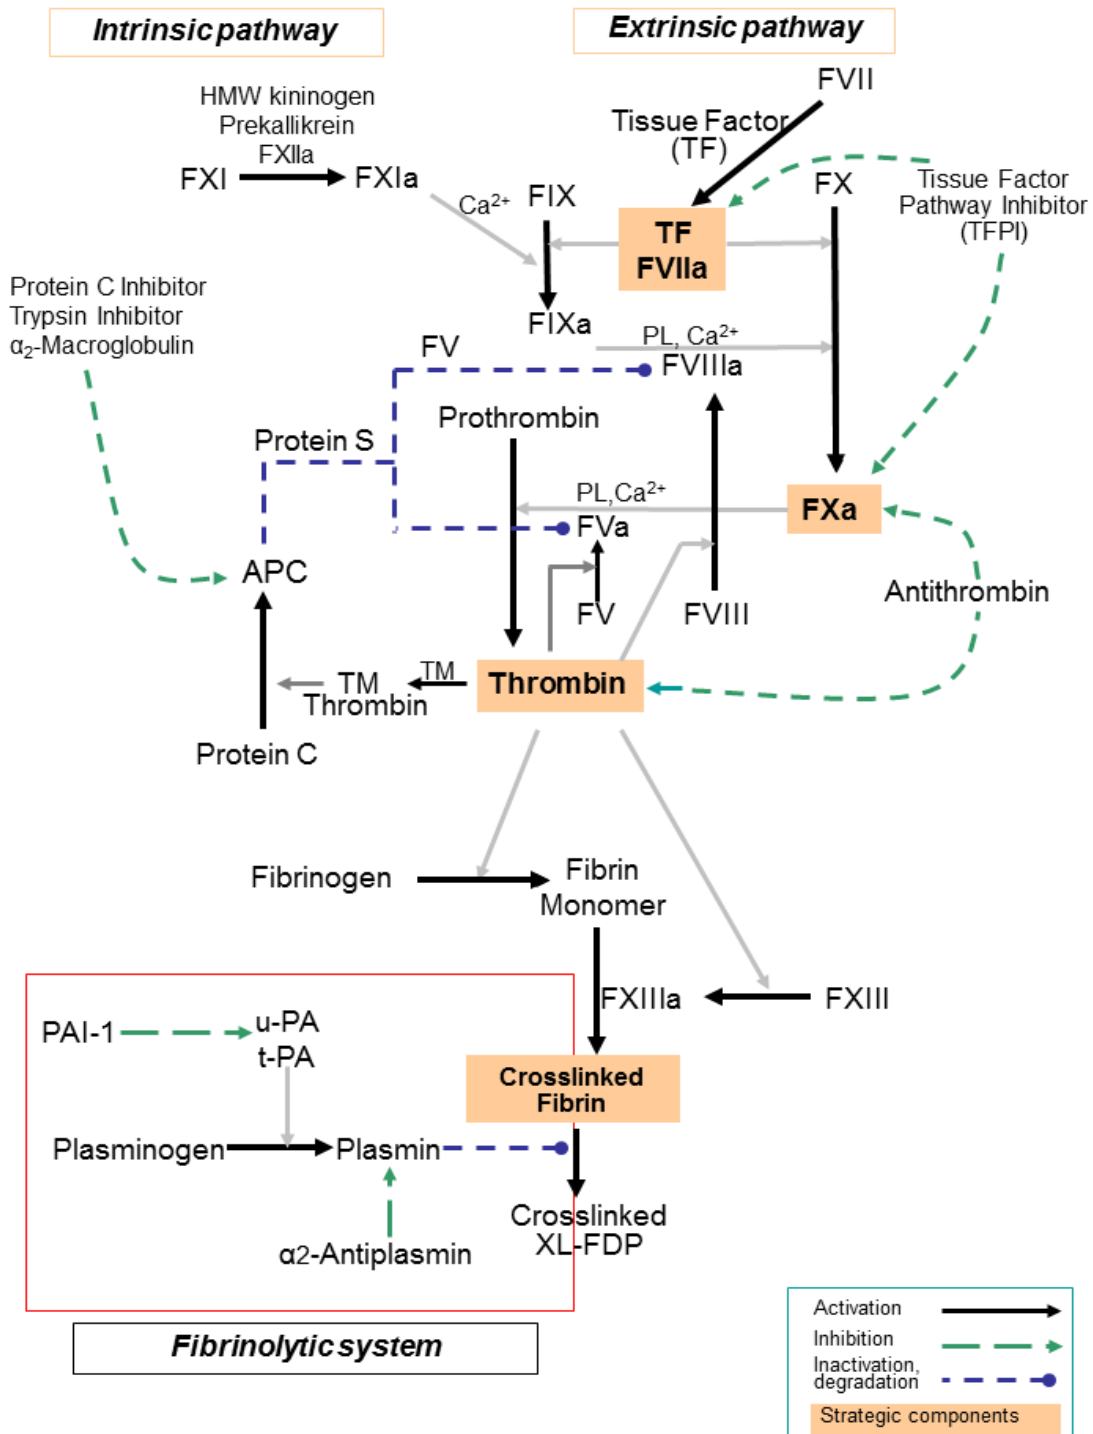 Intrinsic pathway
Extrinsic pathway
HMW kininogen
Prekallikrein
FXIIa
FXI
FXIa
Ca²⁺
FVII
Tissue Factor
(TF)
FIX
TF
FVIIa
FX
Tissue Factor
Pathway Inhibitor
(TFPI)
Protein C Inhibitor
Trypsin Inhibitor
α₂-Macroglobulin
FIXa
PL, Ca²⁺
FV
FVIIIa
Prothrombin
Protein S
PL,Ca²⁺
FXa
FVa
APC
FV
FVIII
Antithrombin
TM
Thrombin
TM
Thrombin
Protein C
Fibrinogen
Fibrin
Monomer
FXIIIa
FXIII
PAI-1
u-PA
t-PA
Crosslinked
Fibrin
Plasminogen
Plasmin
Crosslinked
XL-FDP
α2-Antiplasmin
Fibrinolytic system
Activation
Inhibition
Inactivation,
degradation
Strategic components